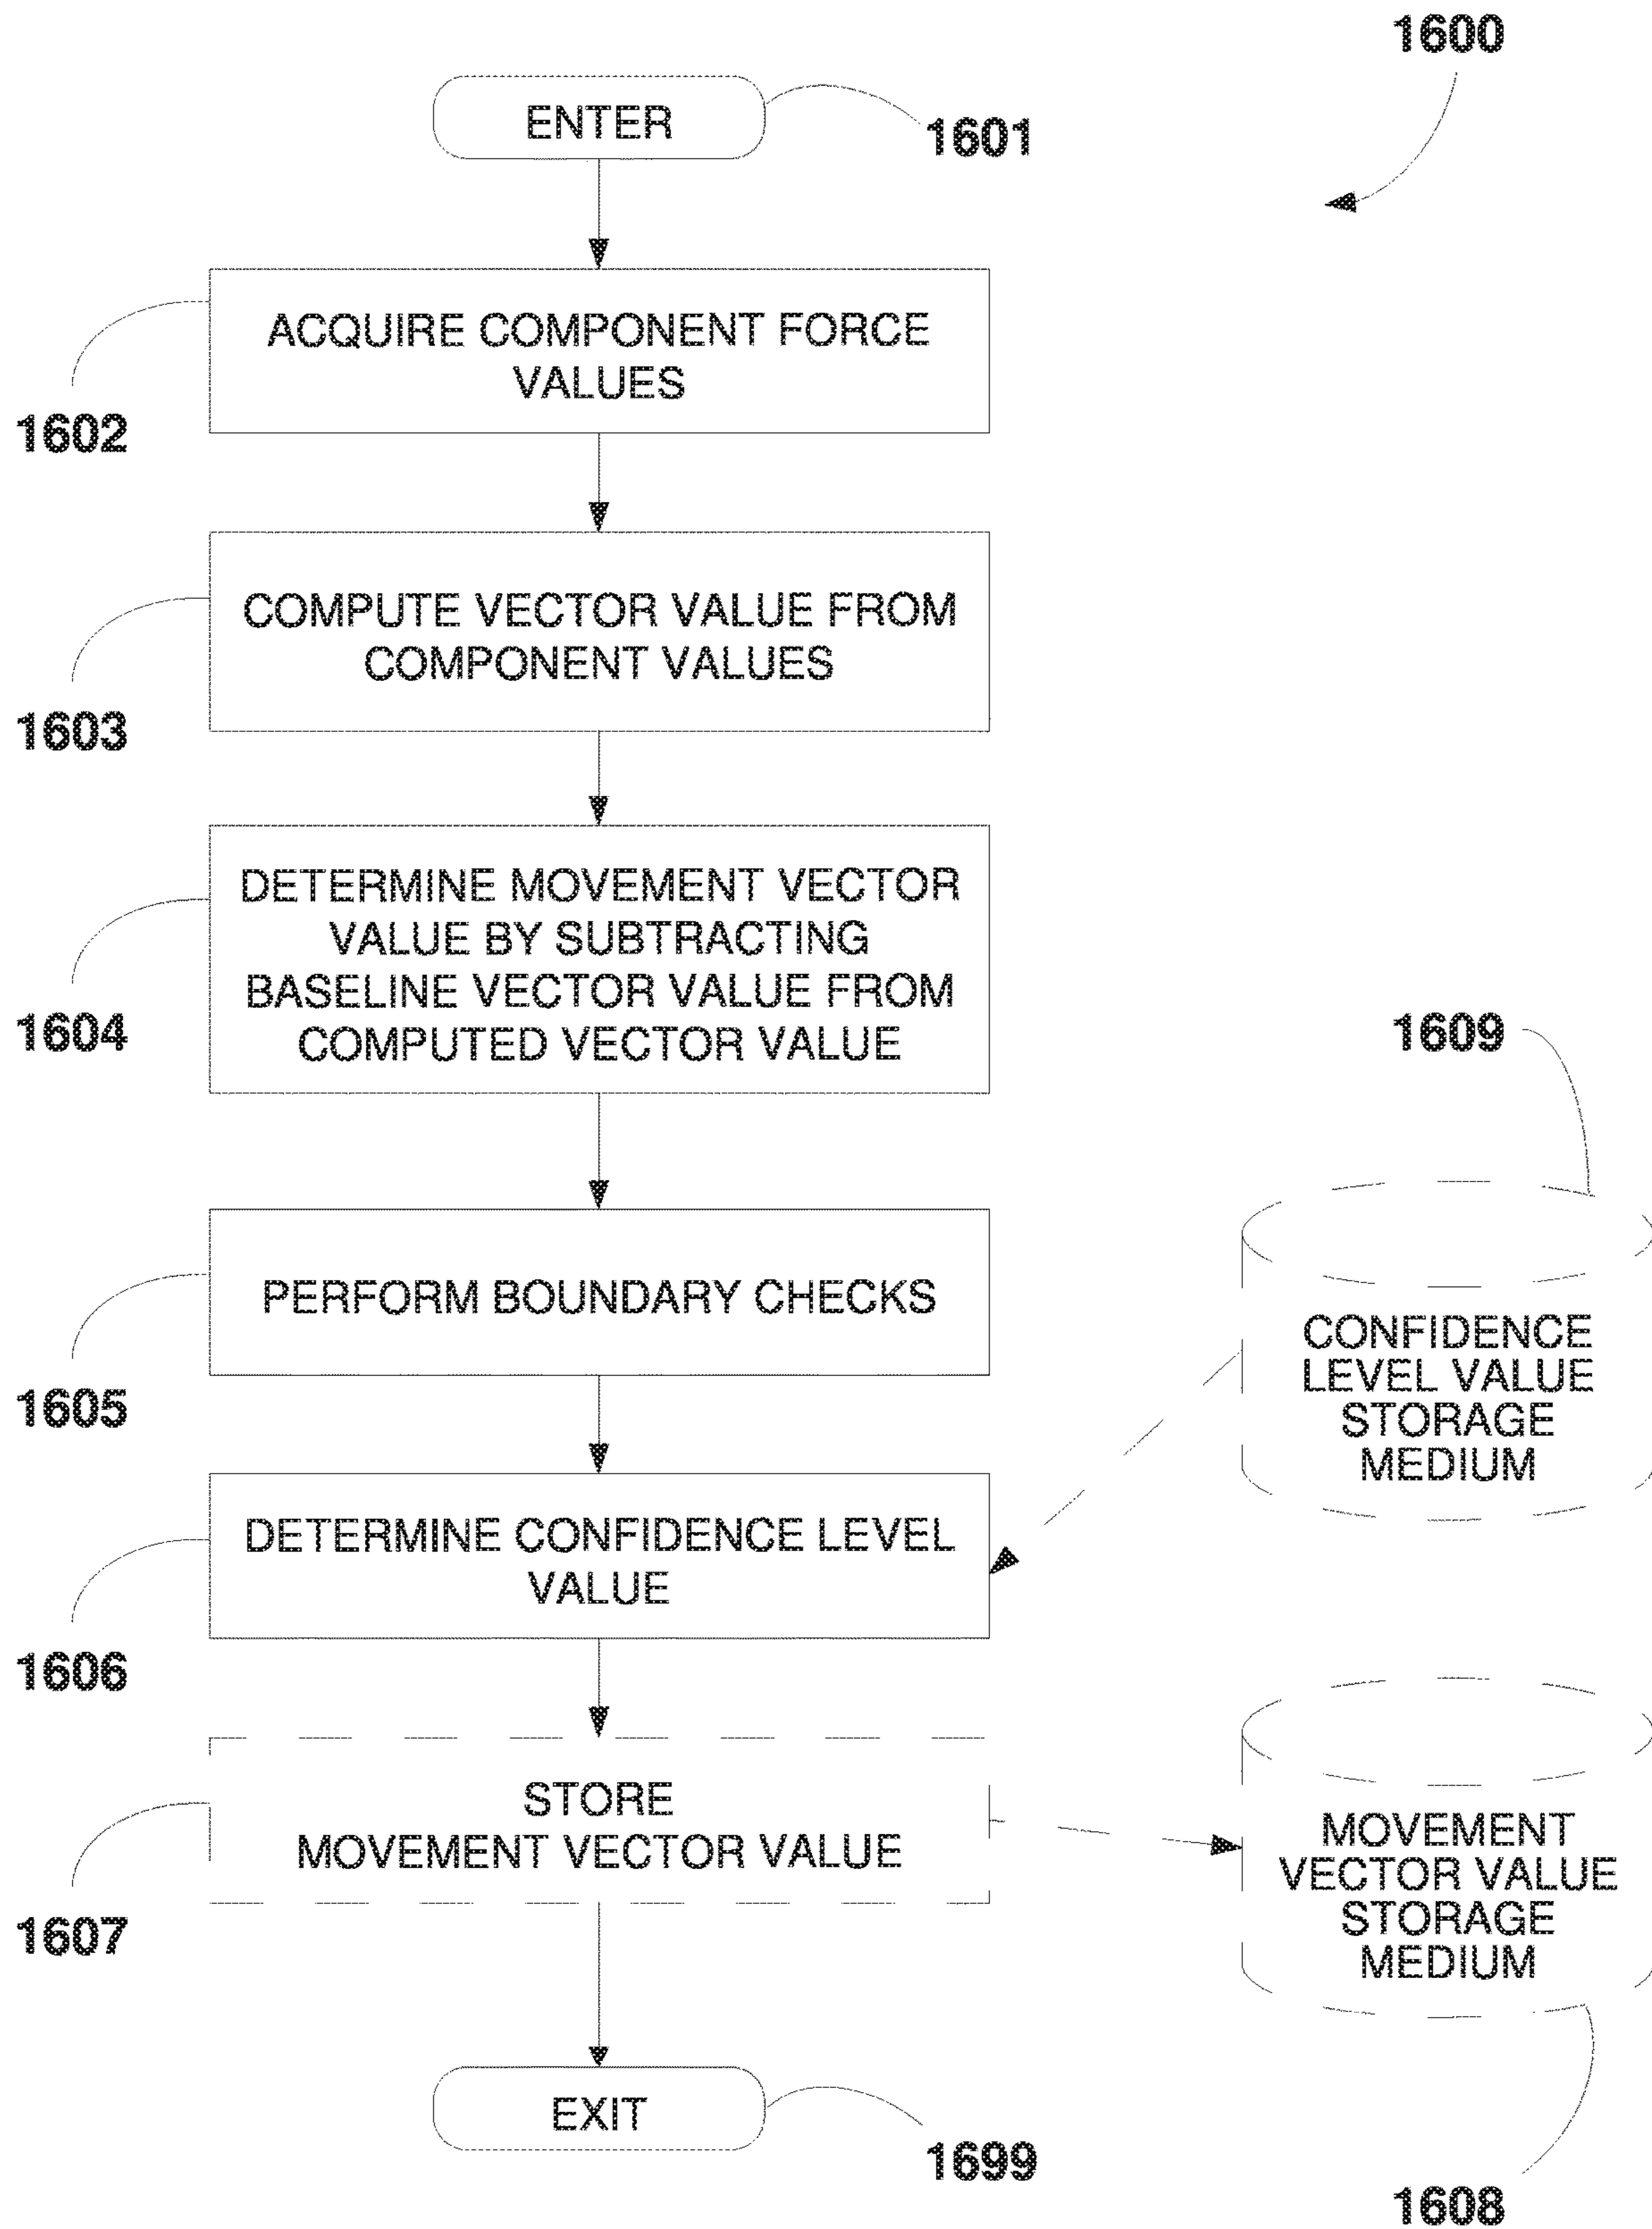 1600
ENTER
1601
ACQUIRE COMPONENT FORCE
VALUES
1602
COMPUTE VECTOR VALUE FROM
COMPONENT VALUES
1603
DETERMINE MOVEMENT VECTOR
VALUE BY SUBTRACTING
BASELINE VECTOR VALUE FROM
COMPUTED VECTOR VALUE
1604
1609
PERFORM BOUNDARY CHECKS
1605
CONFIDENCE
LEVEL VALUE
STORAGE
MEDIUM
DETERMINE CONFIDENCE LEVEL
VALUE
1606
STORE
MOVEMENT VECTOR VALUE
1607
MOVEMENT
VECTOR VALUE
STORAGE
MEDIUM
EXIT
1699
1608